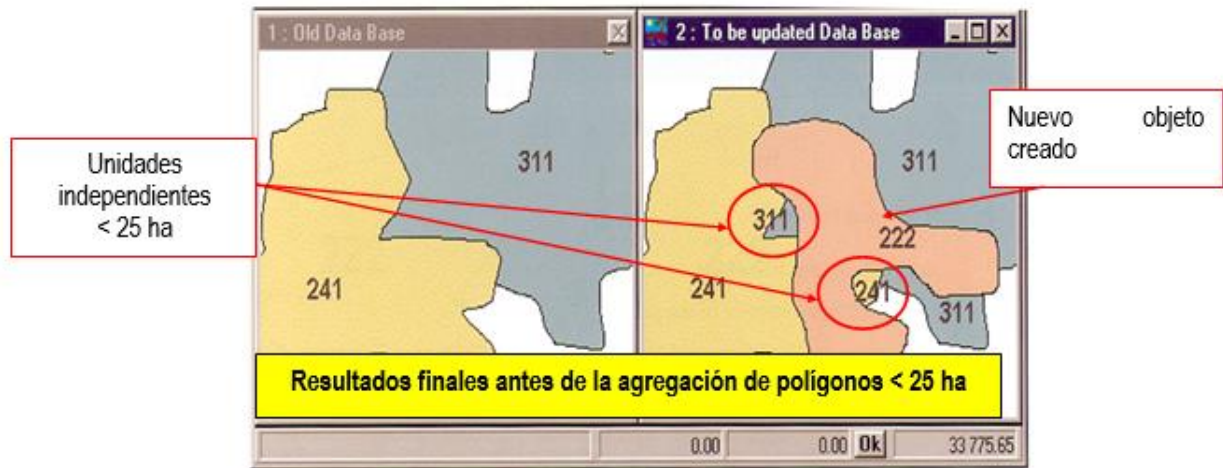 1 : Old Data Base
2 : To be updated Data Base
Unidades
independientes
< 25 ha
Nuevo objeto
creado
311
241
311
311
222
241
241
311
Resultados finales antes de la agregación de polígonos < 25 ha
0.00
0.00
Ok
33 775.65